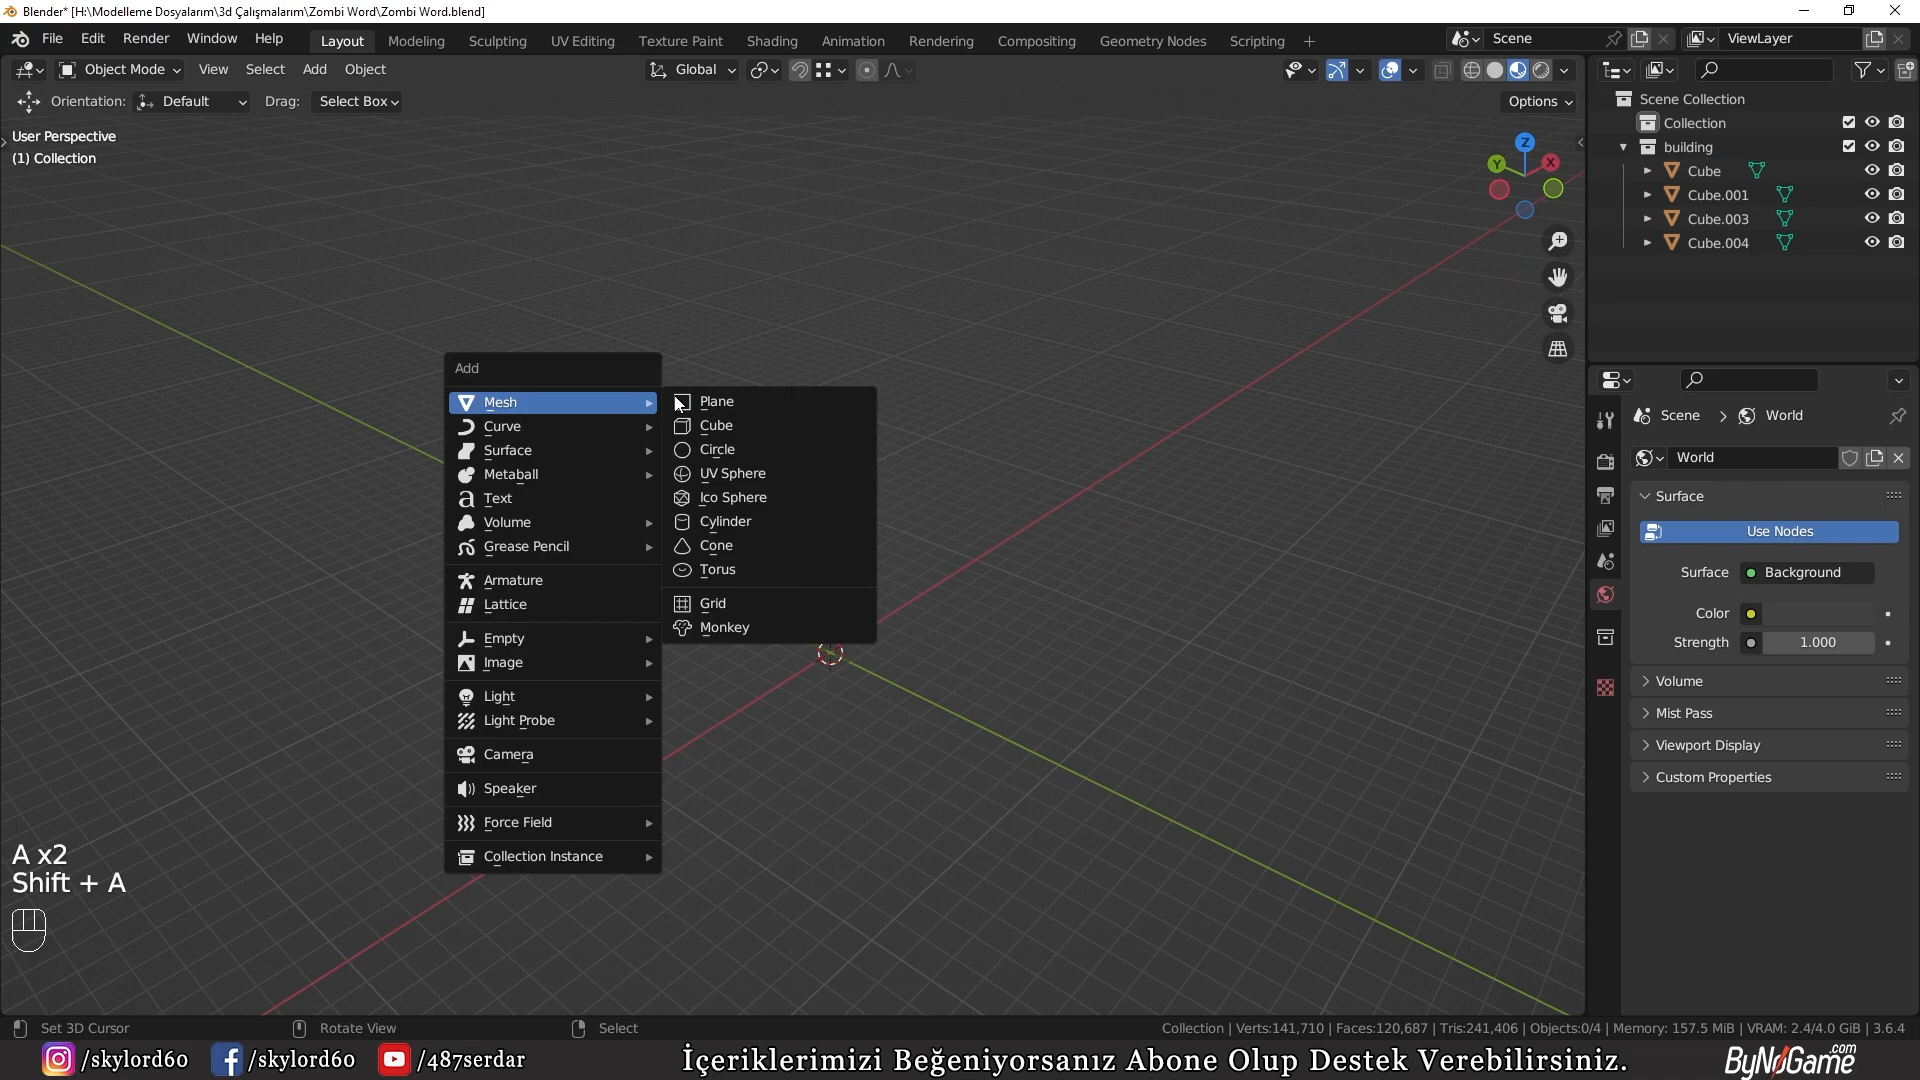 Blender* [H:\Modelleme Dosyalarım\3d Çalışmalarım\Zombi Word\Zombi Word.blend]
File Edit Render Window Help Layout Modeling Sculpting UV Editing Texture Paint Shading Animation Rendering Compositing Geometry Nodes Scripting + Scene ViewLayer
Object Mode View Select Add Object Global
Orientation: Default Drag: Select Box Options
User Perspective
(1) Collection
Z
Y
X
Scene Collection
Collection
building
Cube
Cube.001
Cube.003
Cube.004
Add
Mesh
Curve
Surface
Metaball
Text
Volume
Grease Pencil
Armature
Lattice
Empty
Image
Light
Light Probe
Camera
Speaker
Force Field
Collection Instance
Plane
Cube
Circle
UV Sphere
Ico Sphere
Cylinder
Cone
Torus
Grid
Monkey
Scene > World
World
Surface
Use Nodes
Surface Background
Color
Strength 1.000
Volume
Mist Pass
Viewport Display
Custom Properties
A x2
Shift + A
Set 3D Cursor Rotate View Select Collection | Verts:141,710 | Faces:120,687 | Tris:241,406 | Objects:0/4 | Memory: 157.5 MiB | VRAM: 2.4/4.0 GiB | 3.6.4
/skylord60 /skylord60 /487serdar İçeriklerimizi Beğeniyorsanız Abone Olup Destek Verebilirsiniz. ByNoGame.com